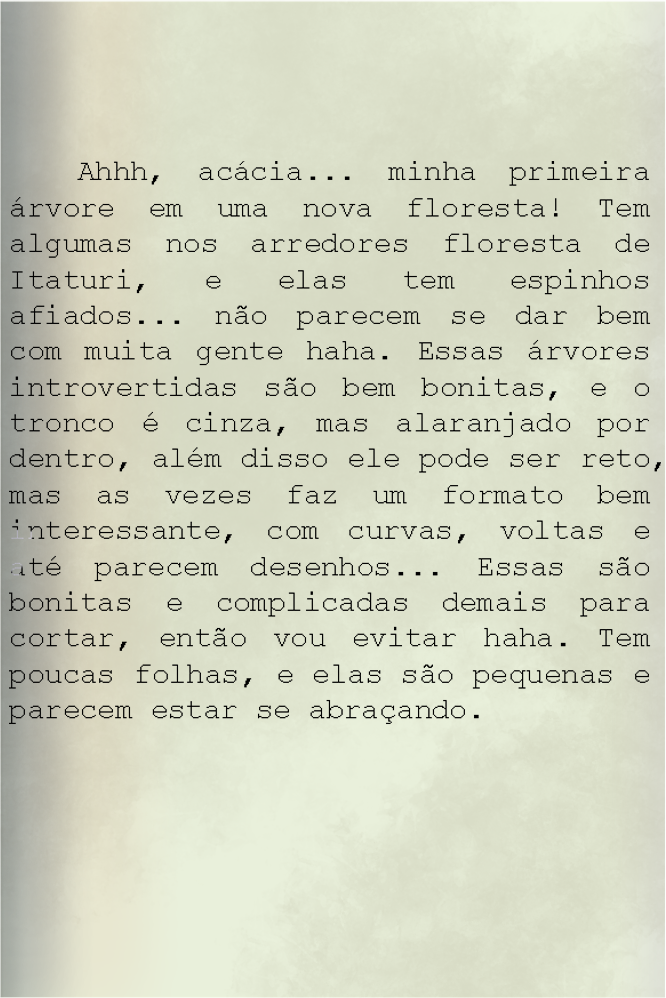 Ahhh, acácia... minha primeira
árvore em uma nova floresta! Tem
algumas nos arredores floresta de
Itaturi, e elas tem espinhos
afiados... não parecem se dar bem
com muita gente haha. Essas árvores
introvertidas são bem bonitas, e o
tronco é cinza, mas alaranjado por
dentro, além disso ele pode ser reto,
mas as vezes faz um formato bem
interessante, com curvas, voltas e
até parecem desenhos... Essas são
bonitas e complicadas demais para
cortar, então vou evitar haha. Tem
poucas folhas, e elas são pequenas e
parecem estar se abraçando.